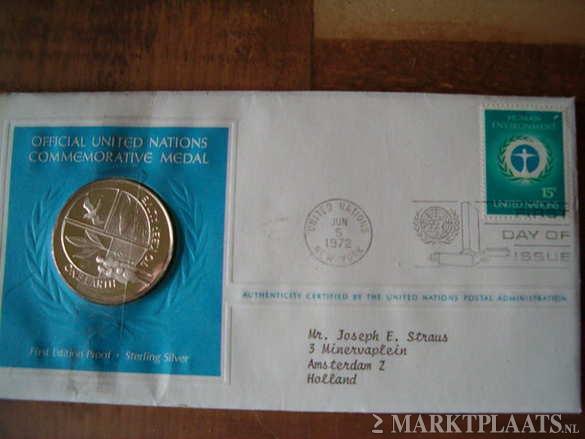 OFFICIAL UNITED NATIONS
COMMEMORATIVE MEDAL
ON EARTH
First Edition Proof • Sterling Silver
HUMAN
ENVIRONMENT
15c
UNITED NATIONS
UNITED NATIONS
JUN
5
1972
NEW YORK
FIRST
DAY OF
ISSUE
AUTHENTICITY CERTIFIED BY THE UNITED NATIONS POSTAL ADMINISTRATION
Mr. Joseph E. Straus
3 Minervaplein
Amsterdam Z
Holland
MARKTPLAATS.NL